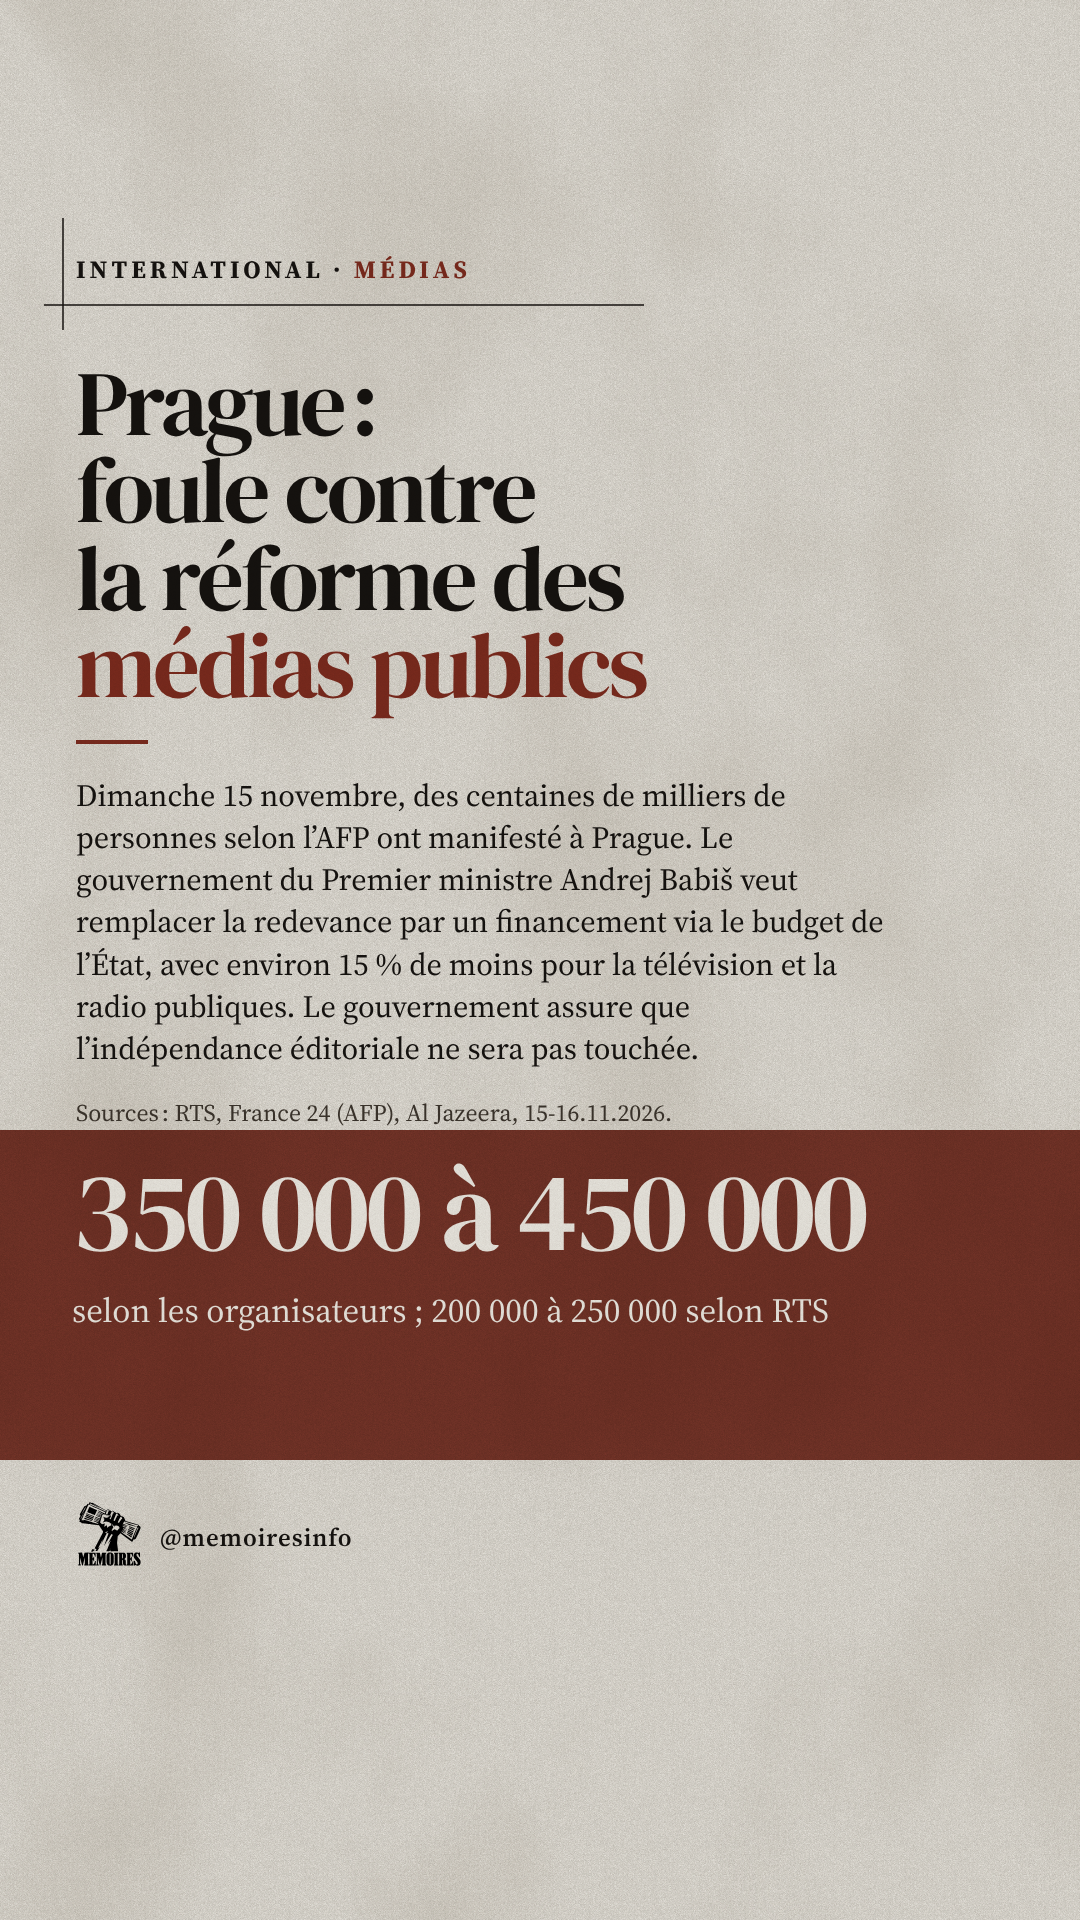 INTERNATIONAL · MÉDIAS
Prague :
foule contre
la réforme des
médias publics
Dimanche 15 novembre, des centaines de milliers de
personnes selon l’AFP ont manifesté à Prague. Le
gouvernement du Premier ministre Andrej Babiš veut
remplacer la redevance par un financement via le budget de
l’État, avec environ 15 % de moins pour la télévision et la
radio publiques. Le gouvernement assure que
l’indépendance éditoriale ne sera pas touchée.
Sources : RTS, France 24 (AFP), Al Jazeera, 15-16.11.2026.
350 000 à 450 000
selon les organisateurs ; 200 000 à 250 000 selon RTS
MÉMOIRES
@memoiresinfo